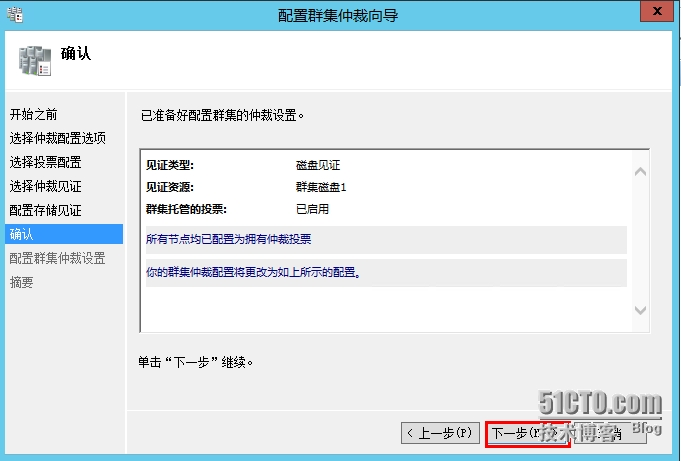 配置群集仲裁向导
确认
开始之前
选择仲裁配置选项
选择投票配置
选择仲裁见证
配置存储见证
确认
配置群集仲裁设置
摘要
已准备好配置群集的仲裁设置。
见证类型: 磁盘见证
见证资源: 群集磁盘1
群集托管的投票: 已启用
所有节点均已配置为拥有仲裁投票
你的群集仲裁配置将更改为如上所示的配置。
单击“下一步”继续。
< 上一步(P)
下一步(
消
51CTO.com
技术博客 Blog